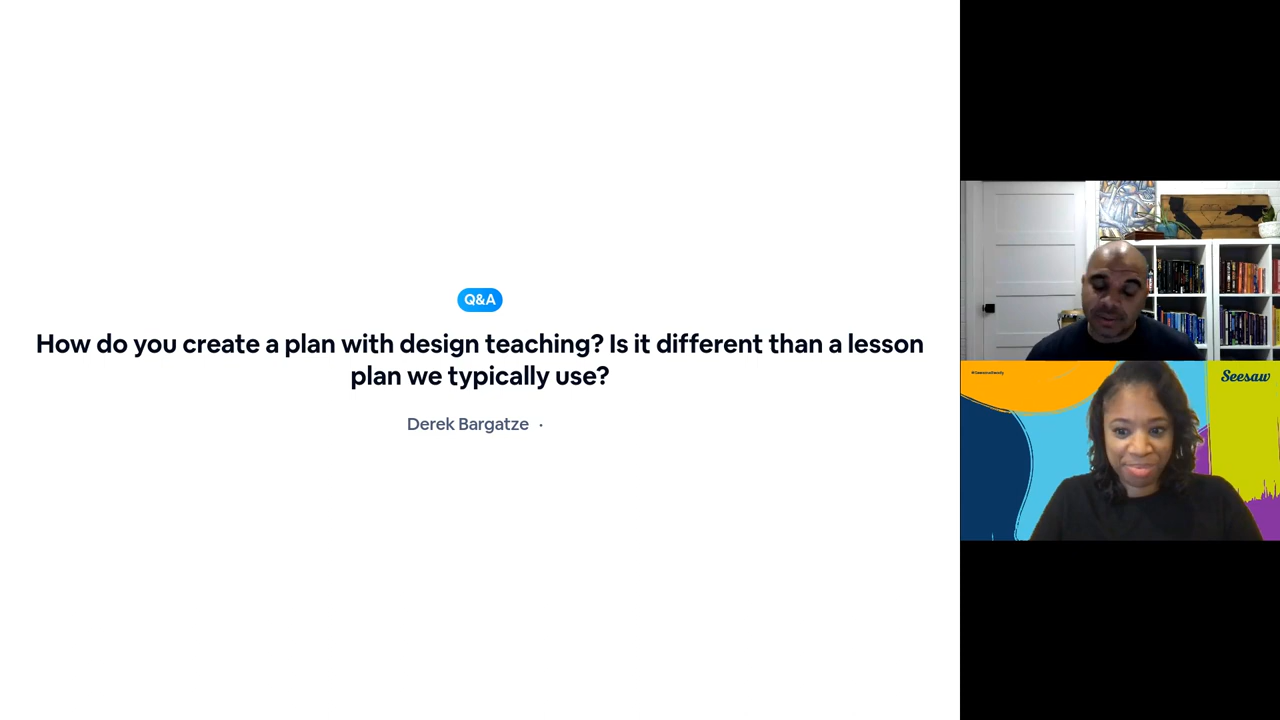 Q&A
How do you create a plan with design teaching? Is it different than a lesson
plan we typically use?
Derek Bargatze ·
Seesaw